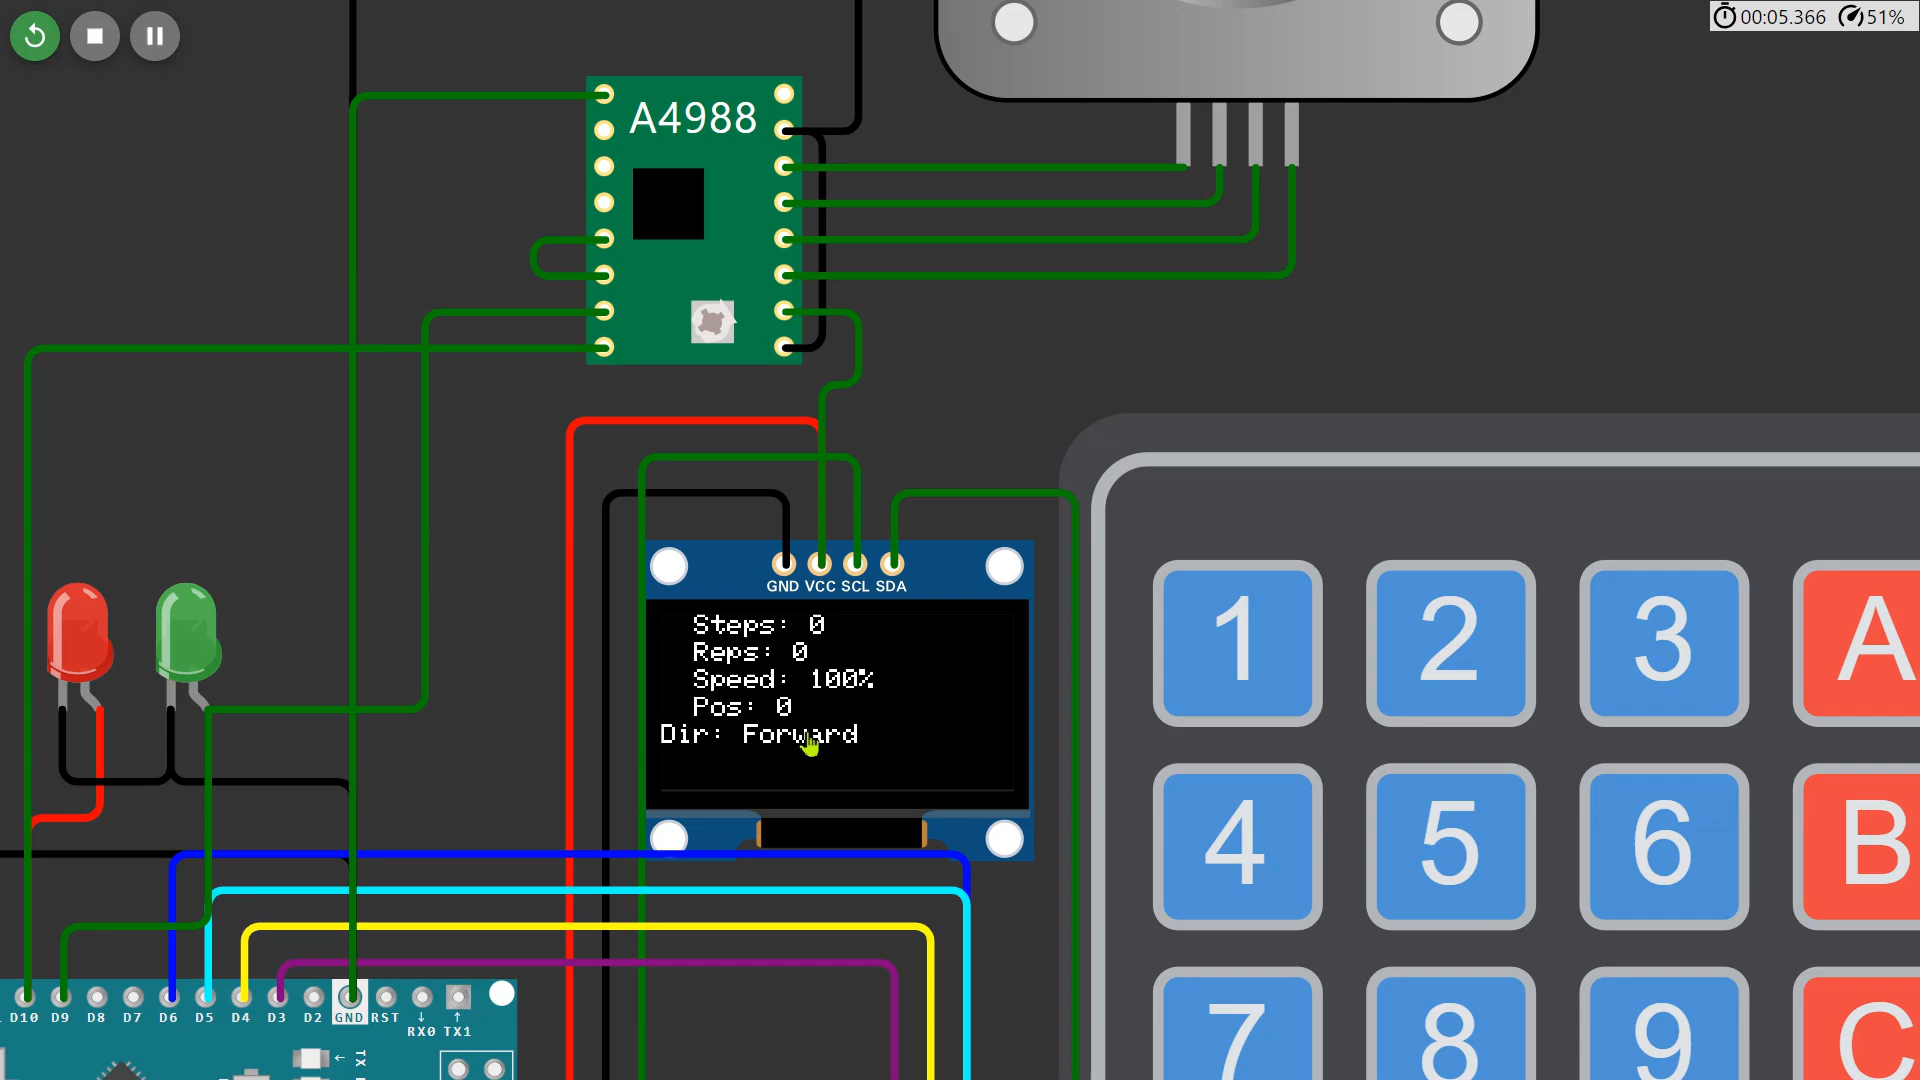 00:05.366 51%
A4988
GND VCC SCL SDA
Steps: 0
Reps: 0
Speed: 100%
Pos: 0
Dir: Forward
1 2 3 A
4 5 6 B
7 8 9 C
D10 D9 D8 D7 D6 D5 D4 D3 D2 GND RST
↓ ↑
RX0 TX1
← TX